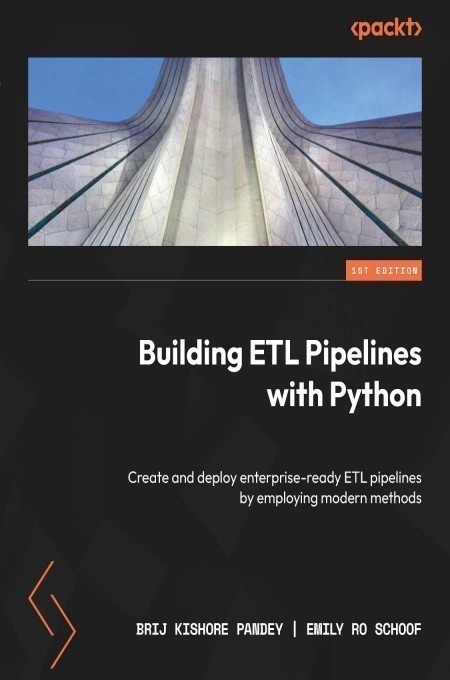 <packt>
1ST EDITION
Building ETL Pipelines
with Python
Create and deploy enterprise-ready ETL pipelines
by employing modern methods
BRIJ KISHORE PANDEY | EMILY RO SCHOOF